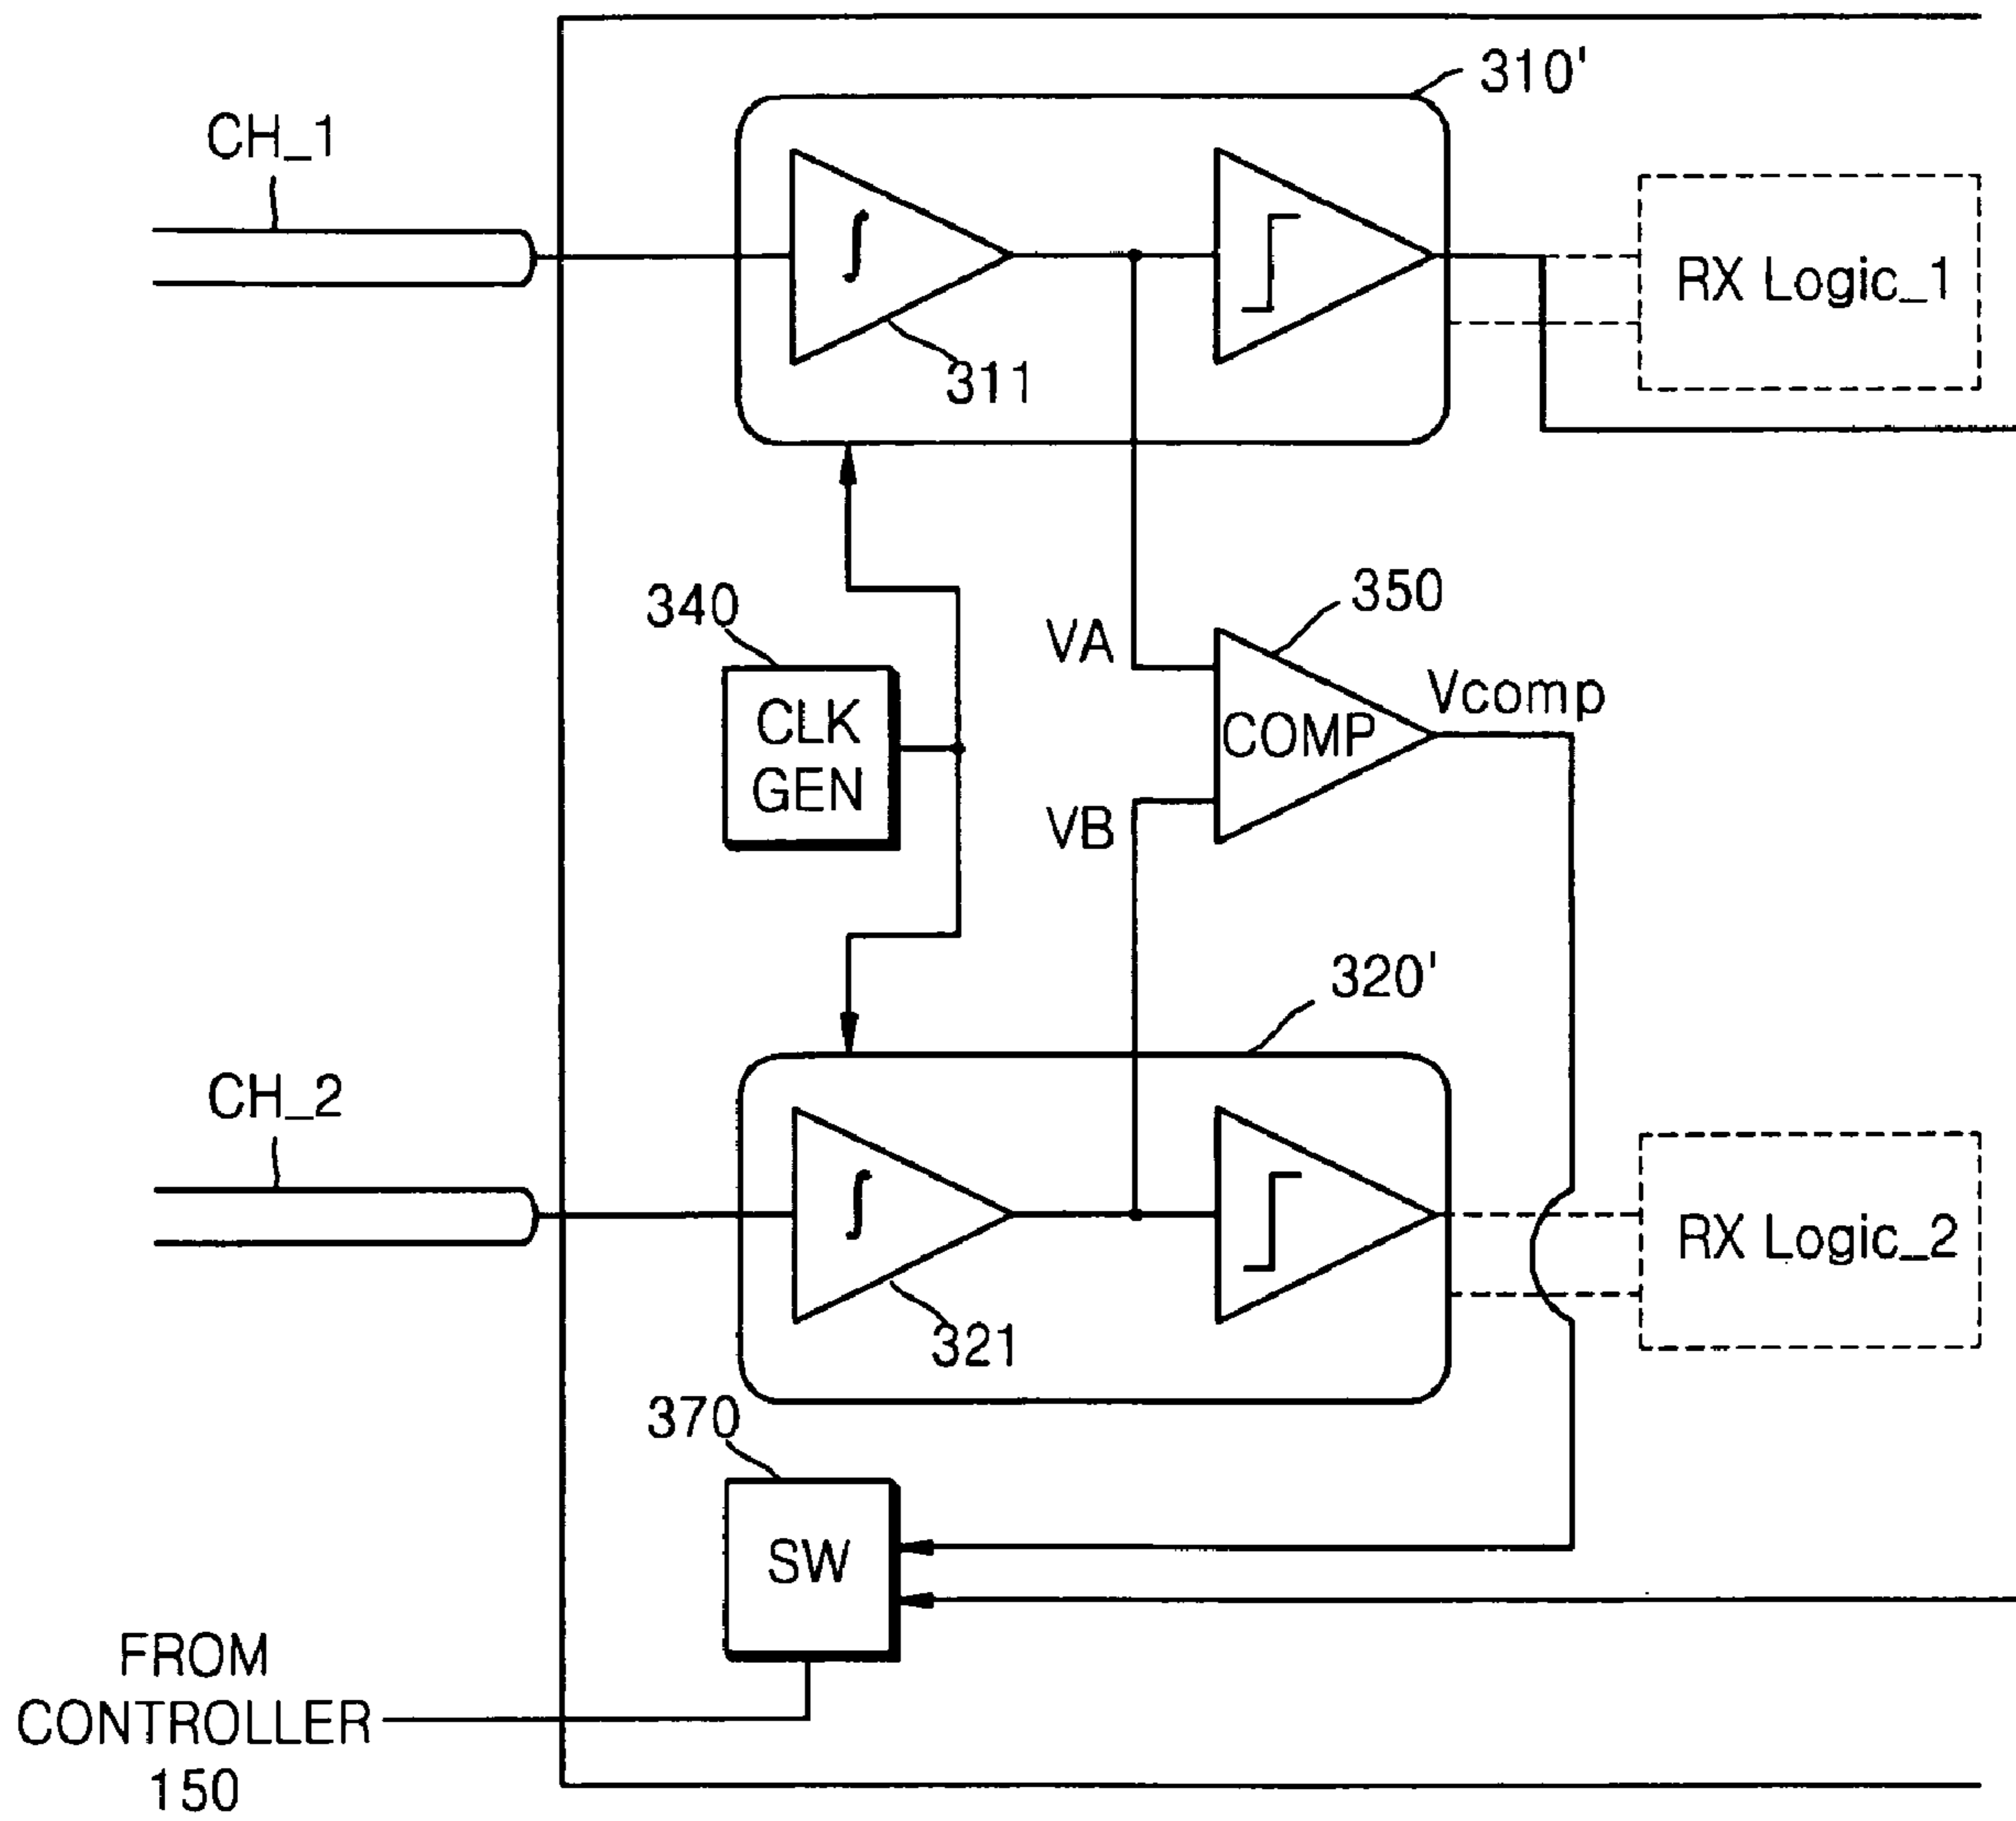 310'
CH_1
RX Logic_1
311
340
350
VA
Vcomp
CLK
GEN
COMP
VB
320'
CH_2
RX Logic_2
321
370
SW
FROM
CONTROLLER
150